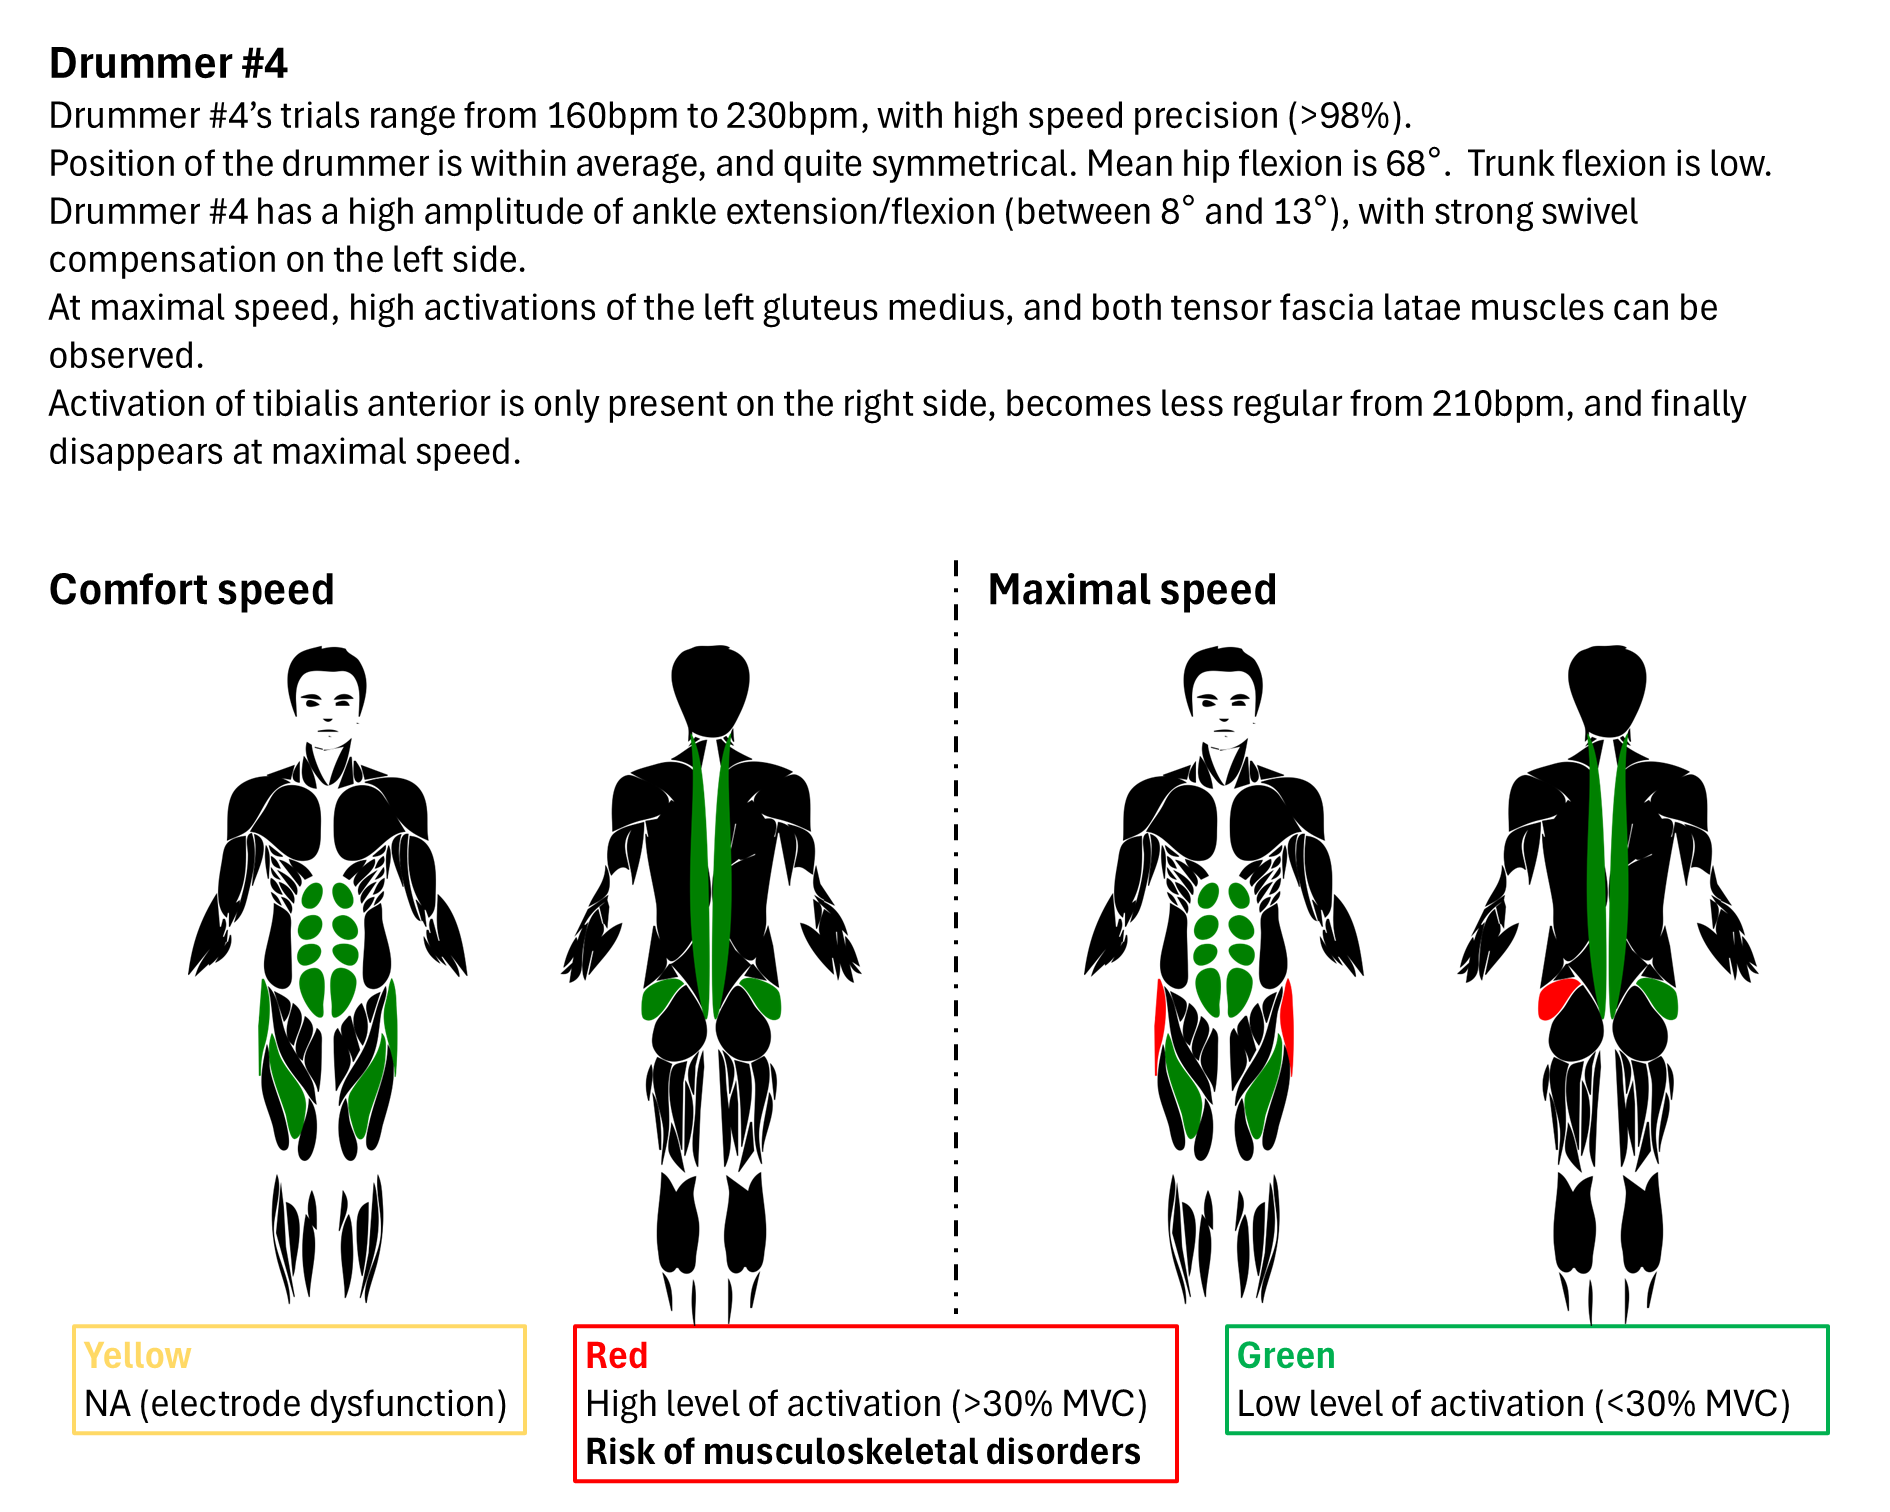 Drummer #4
Drummer #4’s trials range from 160bpm to 230bpm, with high speed precision (>98%).
Position of the drummer is within average, and quite symmetrical. Mean hip flexion is 68°.  Trunk flexion is low.
Drummer #4 has a high amplitude of ankle extension/flexion (between 8° and 13°), with strong swivel
compensation on the left side.
At maximal speed, high activations of the left gluteus medius, and both tensor fascia latae muscles can be
observed.
Activation of tibialis anterior is only present on the right side, becomes less regular from 210bpm, and finally
disappears at maximal speed.
Comfort speed
Maximal speed
Yellow
NA (electrode dysfunction)
Red
High level of activation (>30% MVC)
Risk of musculoskeletal disorders
Green
Low level of activation (<30% MVC)